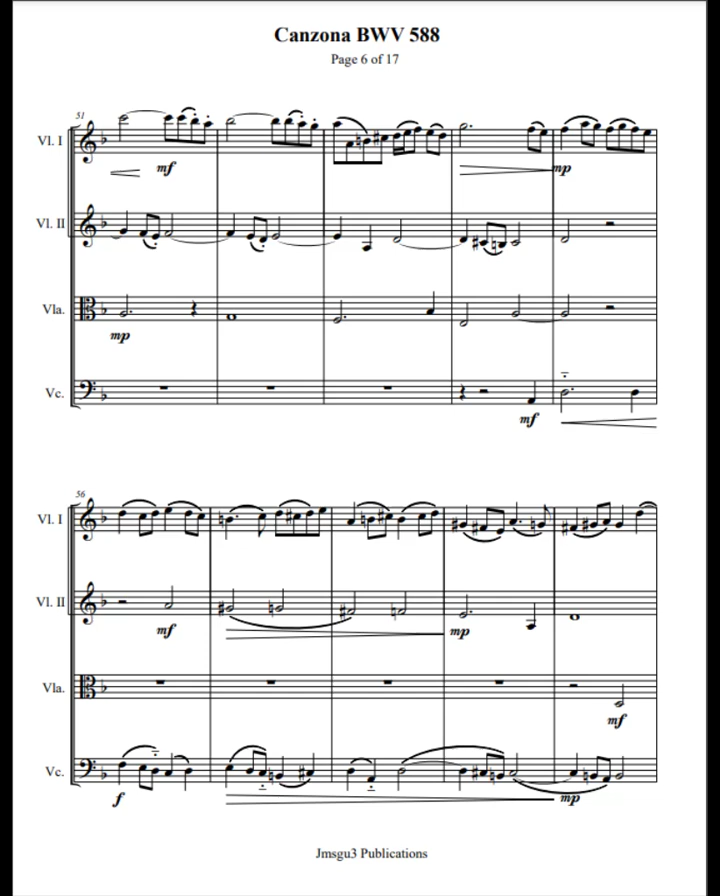 Canzona BWV 588
Page 6 of 17
51
Vl. I
mf
mp
Vl. II
Vla.
mp
Vc.
mf
56
Vl. I
Vl. II
mf
mp
Vla.
mf
Vc.
f
mp
Jmsgu3 Publications